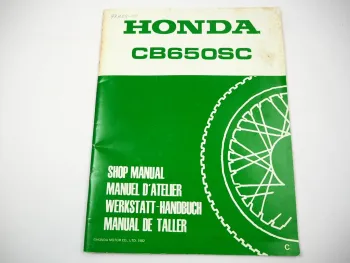 HONDA
CB650SC
SHOP MANUAL
MANUEL D'ATELIER
WERKSTATT-HANDBUCH
MANUAL DE TALLER
C